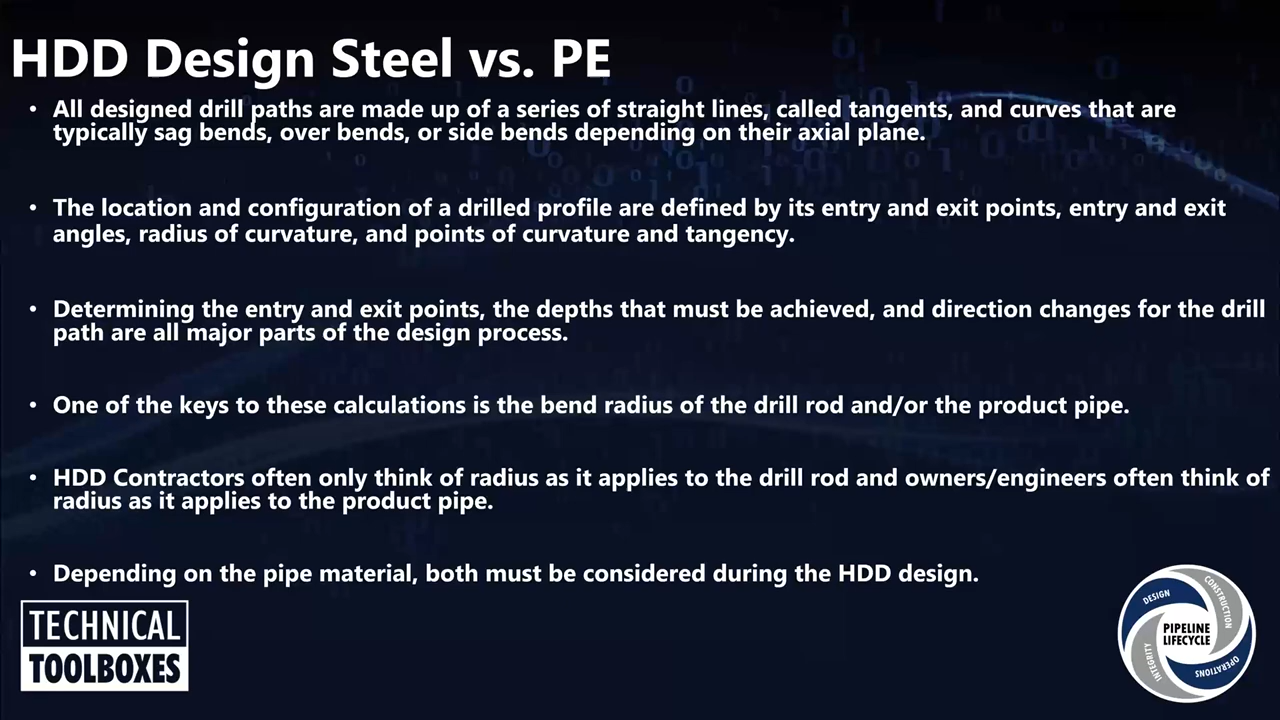 HDD Design Steel vs. PE
• All designed drill paths are made up of a series of straight lines, called tangents, and curves that are
typically sag bends, over bends, or side bends depending on their axial plane.
• The location and configuration of a drilled profile are defined by its entry and exit points, entry and exit
angles, radius of curvature, and points of curvature and tangency.
• Determining the entry and exit points, the depths that must be achieved, and direction changes for the drill
path are all major parts of the design process.
• One of the keys to these calculations is the bend radius of the drill rod and/or the product pipe.
• HDD Contractors often only think of radius as it applies to the drill rod and owners/engineers often think of
radius as it applies to the product pipe.
• Depending on the pipe material, both must be considered during the HDD design.
TECHNICAL
TOOLBOXES
DESIGN
CONSTRUCTION
PIPELINE
LIFECYCLE
INTEGRITY
OPERATIONS